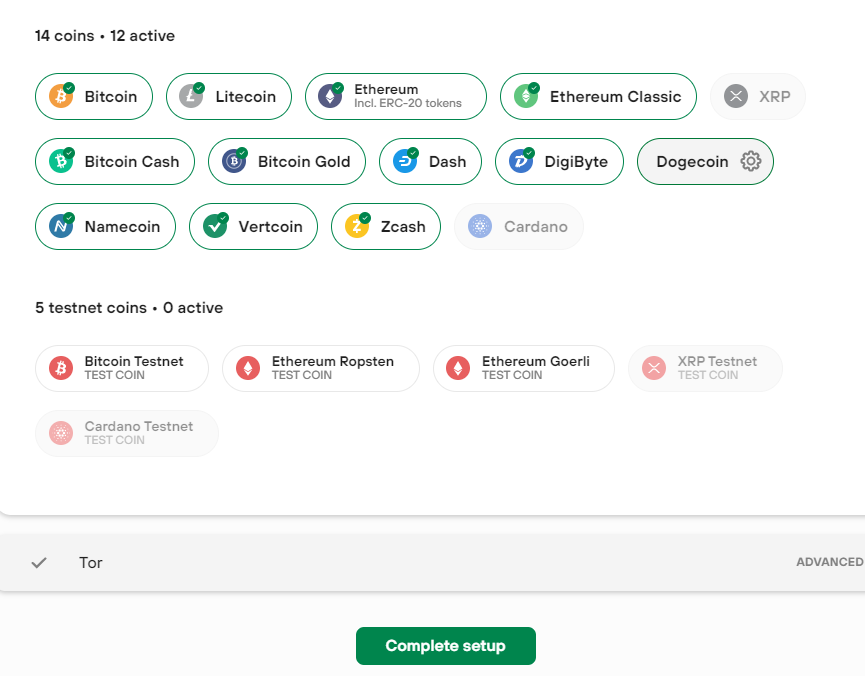 14 coins • 12 active
Bitcoin
Litecoin
Ethereum
Incl. ERC-20 tokens
Ethereum Classic
XRP
Bitcoin Cash
Bitcoin Gold
Dash
DigiByte
Dogecoin
Namecoin
Vertcoin
Zcash
Cardano
5 testnet coins • 0 active
Bitcoin Testnet
TEST COIN
Ethereum Ropsten
TEST COIN
Ethereum Goerli
TEST COIN
XRP Testnet
TEST COIN
Cardano Testnet
TEST COIN
Tor
ADVANCED
Complete setup